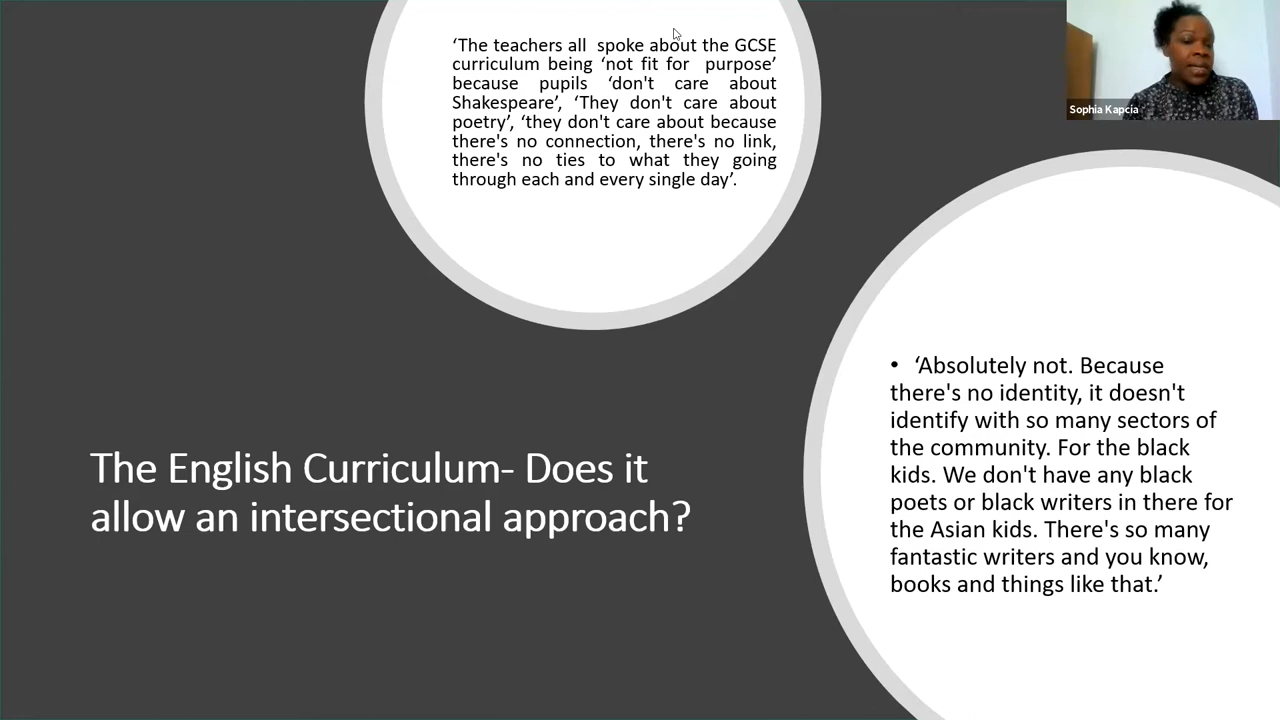 ‘The teachers all  spoke about the GCSE
curriculum being ‘not fit for  purpose’
because pupils ‘don't care about
Shakespeare’, ‘They don't care about
poetry’, ‘they don't care about because
there's no connection, there's no link,
there's no ties to what they going
through each and every single day’.
Sophia Kapcia
The English Curriculum- Does it
allow an intersectional approach?
• ‘Absolutely not. Because
there's no identity, it doesn't
identify with so many sectors of
the community. For the black
kids. We don't have any black
poets or black writers in there for
the Asian kids. There's so many
fantastic writers and you know,
books and things like that.’